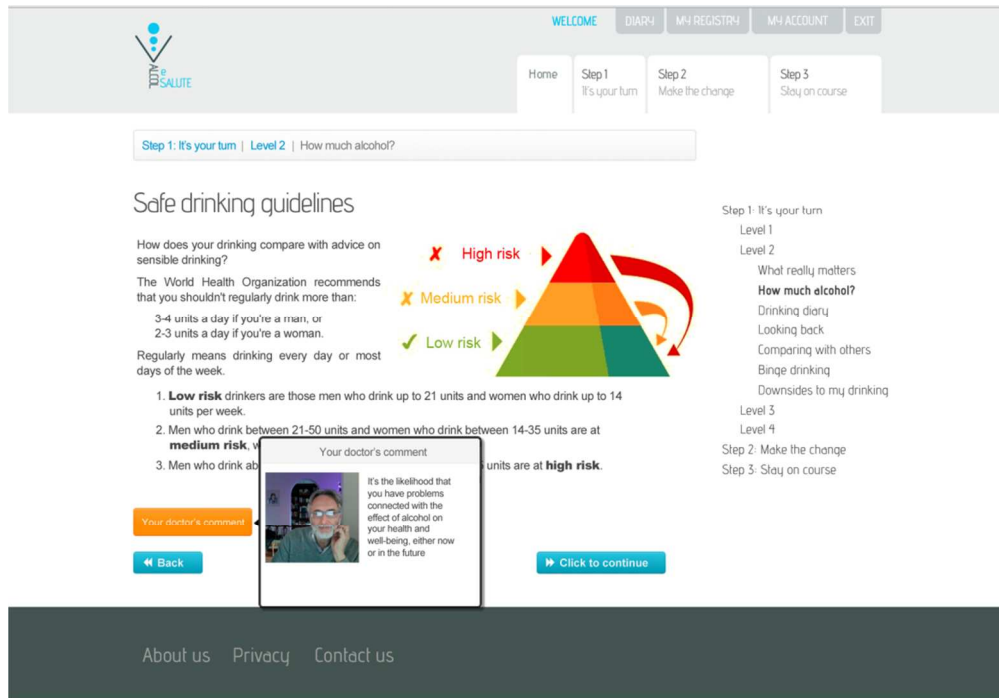 WELCOME DIARY MY REGISTRY MY ACCOUNT EXIT
ALCOL e SALUTE
Home Step 1 Step 2 Step 3
It's your turn Make the change Stay on course
Step 1: It's your turn | Level 2 | How much alcohol?
Safe drinking guidelines
How does your drinking compare with advice on
sensible drinking?
The World Health Organization recommends
that you shouldn't regularly drink more than:
3-4 units a day if you're a man, or
2-3 units a day if you're a woman.
Regularly means drinking every day or most
days of the week.
✗ High risk
✗ Medium risk
✓ Low risk
1. Low risk drinkers are those men who drink up to 21 units and women who drink up to 14
units per week.
2. Men who drink between 21-50 units and women who drink between 14-35 units are at
medium risk, w
3. Men who drink ab units are at high risk.
Your doctor's comment
Your doctor's comment
It's the likelihood that
you have problems
connected with the
effect of alcohol on
your health and
well-being, either now
or in the future
Back
Click to continue
Step 1: It's your turn
Level 1
Level 2
What really matters
How much alcohol?
Drinking diary
Looking back
Comparing with others
Binge drinking
Downsides to my drinking
Level 3
Level 4
Step 2: Make the change
Step 3: Stay on course
About us Privacy Contact us